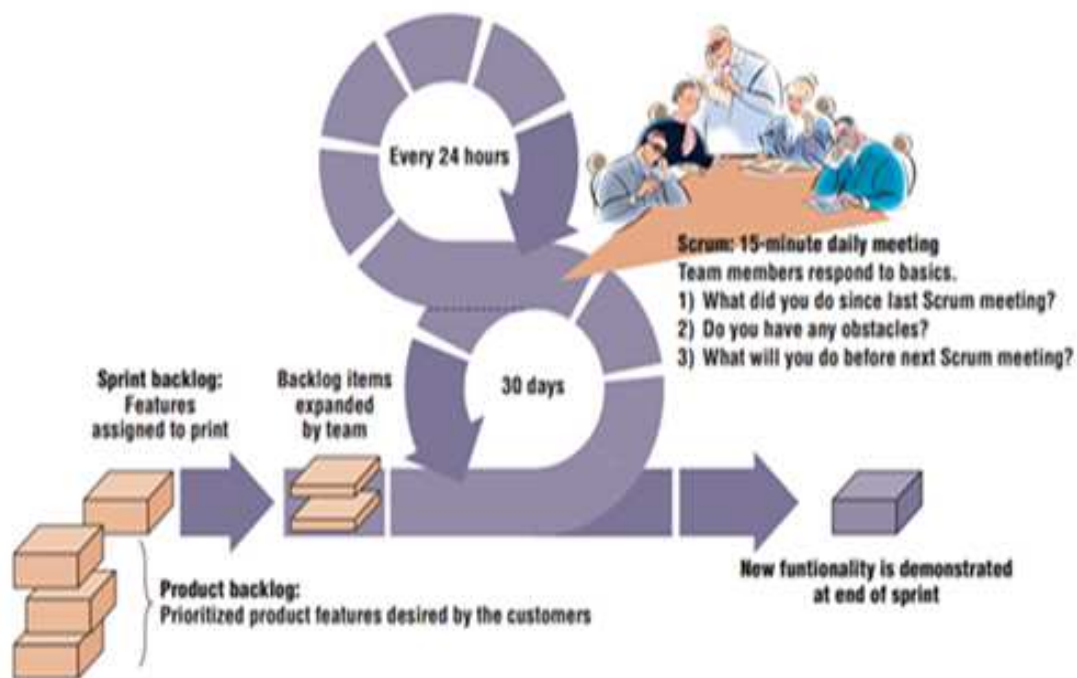 Every 24 hours
Scrum: 15-minute daily meeting
Team members respond to basics.
1) What did you do since last Scrum meeting?
2) Do you have any obstacles?
3) What will you do before next Scrum meeting?
30 days
Sprint backlog:
Features
assigned to print
Backlog items
expanded
by team
Product backlog:
Prioritized product features desired by the customers
New funtionality is demonstrated
at end of sprint